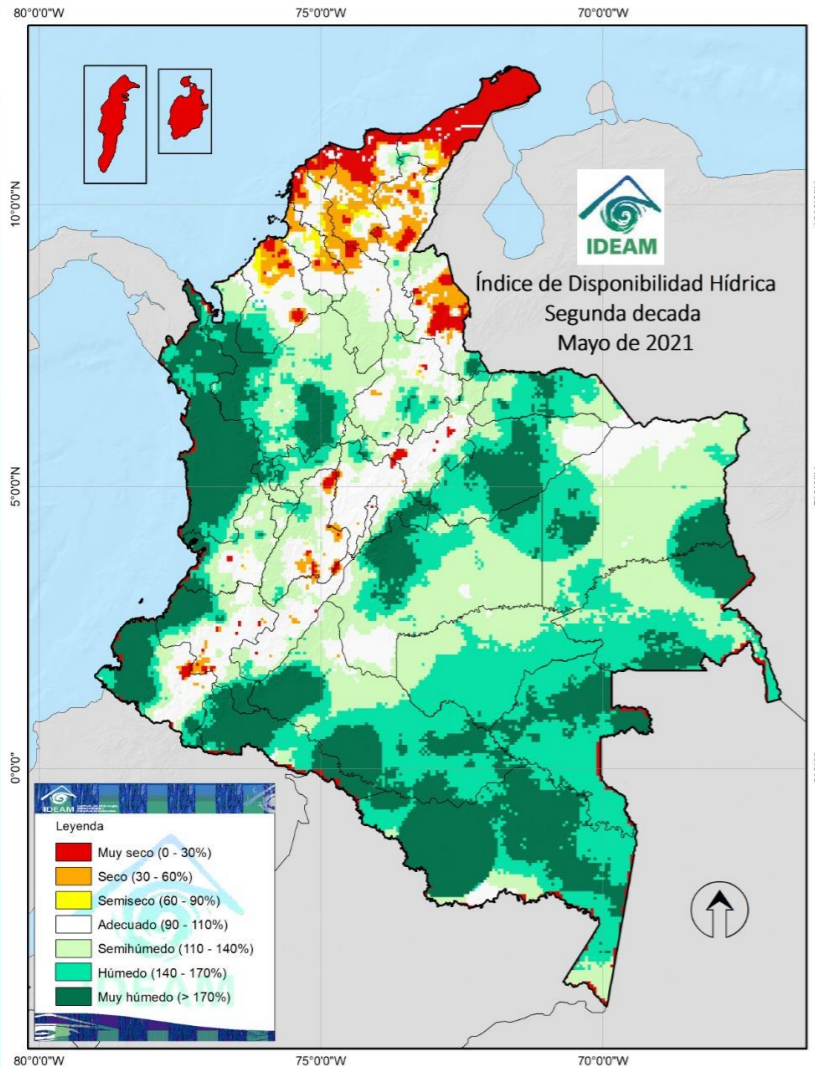 80°0'0"W 75°0'0"W 70°0'0"W
10°0'0"N
IDEAM
Índice de Disponibilidad Hídrica
Segunda decada
Mayo de 2021
5°0'0"N
0°0'0"
IDEAM
Leyenda
Muy seco (0 - 30%)
Seco (30 - 60%)
Semiseco (60 - 90%)
Adecuado (90 - 110%)
Semihúmedo (110 - 140%)
Húmedo (140 - 170%)
Muy húmedo (> 170%)
80°0'0"W 75°0'0"W 70°0'0"W